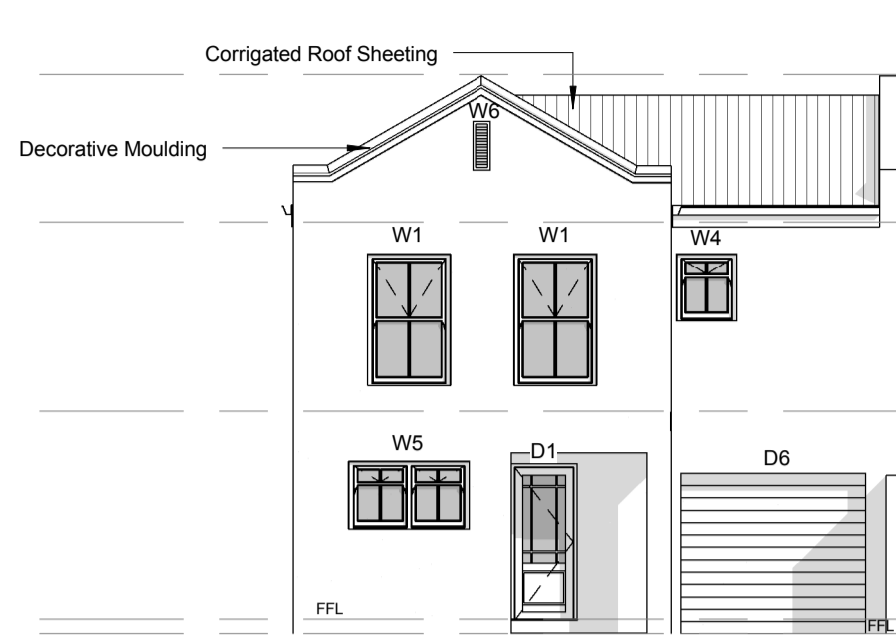 Corrigated Roof Sheeting
W6
Decorative Moulding
W1
W1
W4
W5
D1
D6
FFL
FFL